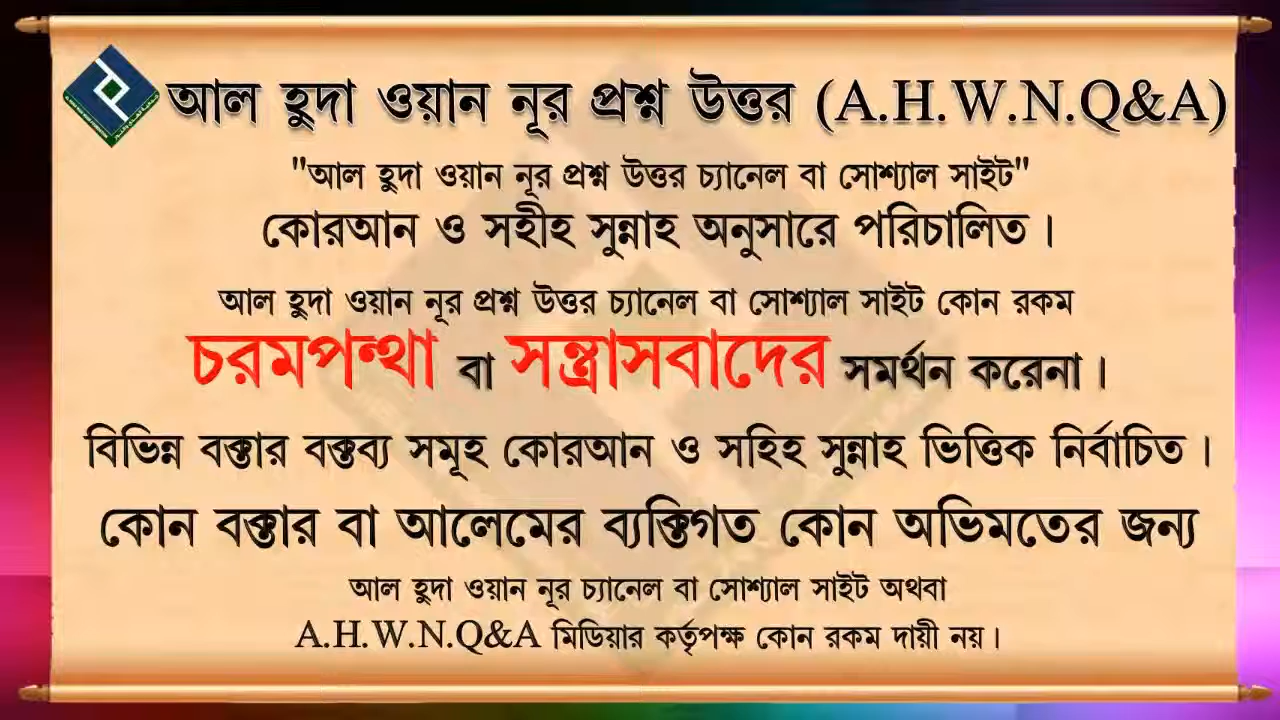 আল হুদা ওয়ান নূর প্রশ্ন উত্তর (A.H.W.N.Q&A)
"আল হুদা ওয়ান নূর প্রশ্ন উত্তর চ্যানেল বা সোশ্যাল সাইট"
কোরআন ও সহীহ সুন্নাহ অনুসারে পরিচালিত।
আল হুদা ওয়ান নূর প্রশ্ন উত্তর চ্যানেল বা সোশ্যাল সাইট কোন রকম
চরমপন্থা বা সন্ত্রাসবাদের সমর্থন করেনা।
বিভিন্ন বক্তার বক্তব্য সমূহ কোরআন ও সহিহ সুন্নাহ ভিত্তিক নির্বাচিত।
কোন বক্তার বা আলেমের ব্যক্তিগত কোন অভিমতের জন্য
আল হুদা ওয়ান নূর চ্যানেল বা সোশ্যাল সাইট অথবা
A.H.W.N.Q&A মিডিয়ার কর্তৃপক্ষ কোন রকম দায়ী নয়।